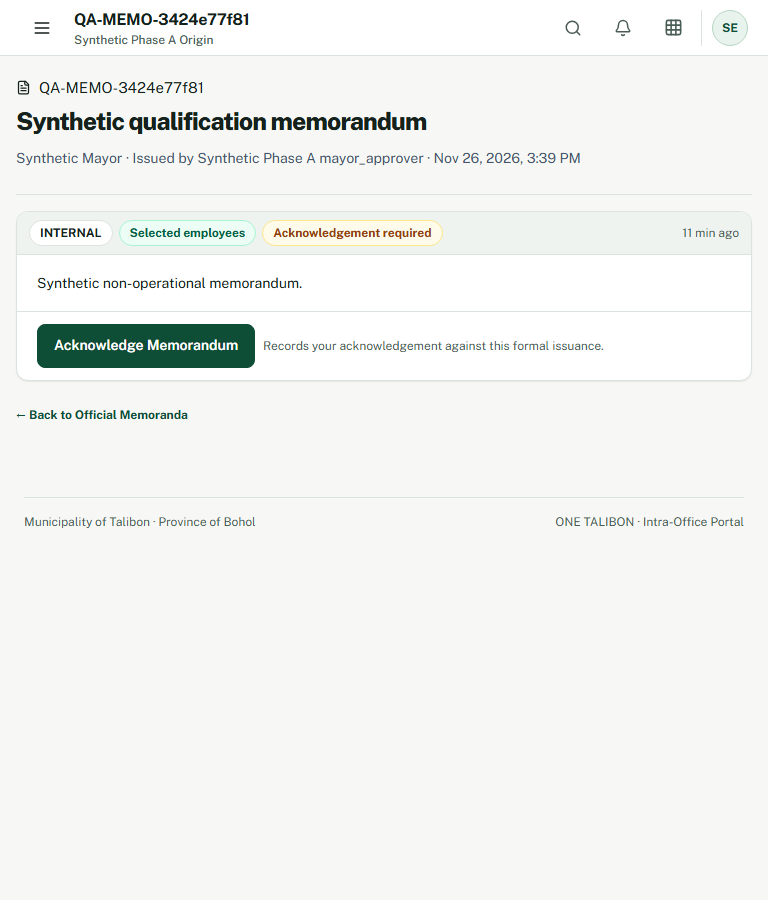 QA-MEMO-3424e77f81
Synthetic Phase A Origin
SE
QA-MEMO-3424e77f81
Synthetic qualification memorandum
Synthetic Mayor · Issued by Synthetic Phase A mayor_approver · Nov 26, 2026, 3:39 PM
INTERNAL Selected employees Acknowledgement required 11 min ago
Synthetic non-operational memorandum.
Acknowledge Memorandum Records your acknowledgement against this formal issuance.
← Back to Official Memoranda
Municipality of Talibon · Province of Bohol ONE TALIBON · Intra-Office Portal